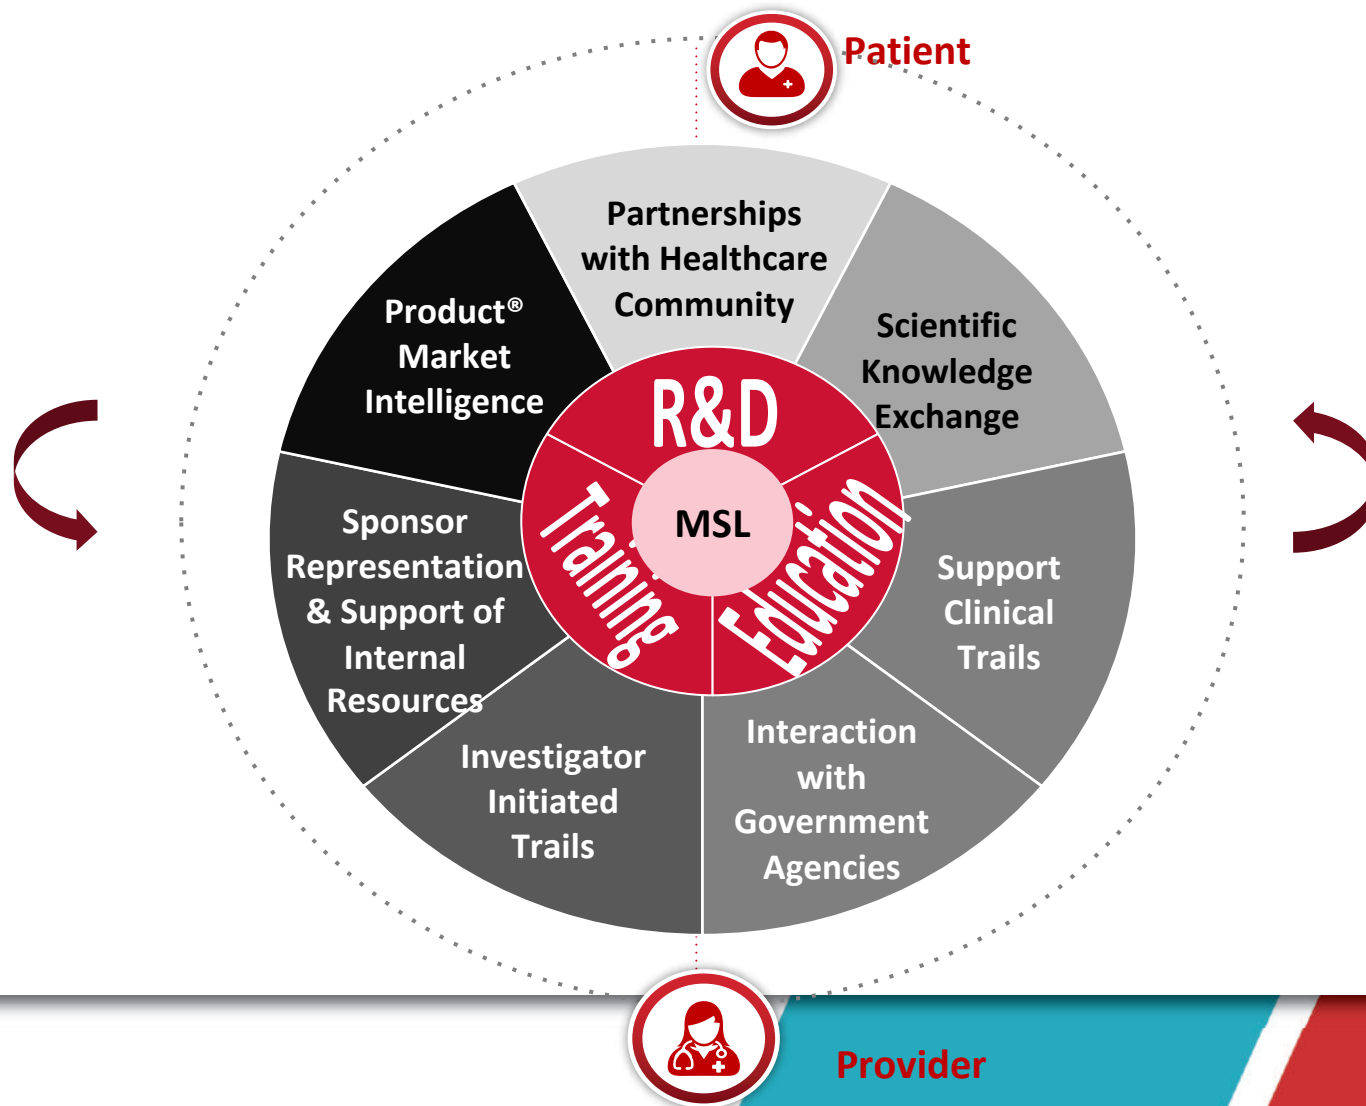 Patient
Partnerships
with Healthcare
Community
Product®
Market
Intelligence
Scientific
Knowledge
Exchange
R&D
MSL
Training
Education
Sponsor
Representation
& Support of
Internal
Resources
Support
Clinical
Trails
Investigator
Initiated
Trails
Interaction
with
Government
Agencies
Provider